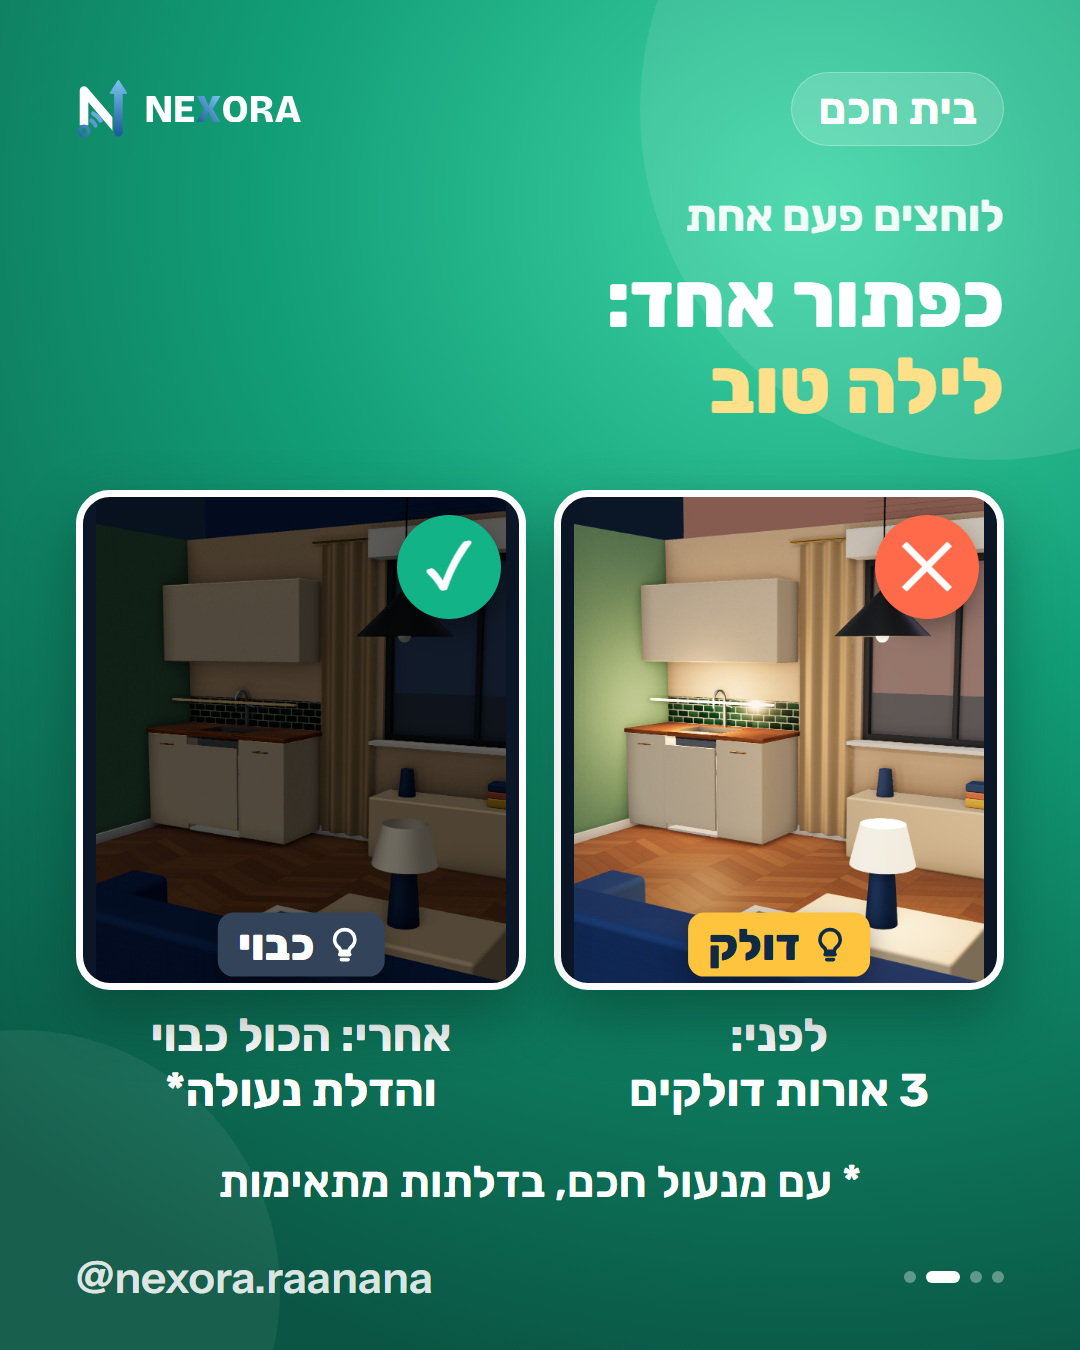 NEXORA
בית חכם
לוחצים פעם אחת
כפתור אחד:
לילה טוב
דולק
כבוי
לפני:
3 אורות דולקים
אחרי: הכול כבוי
והדלת נעולה*
* עם מנעול חכם, בדלתות מתאימות
@nexora.raanana